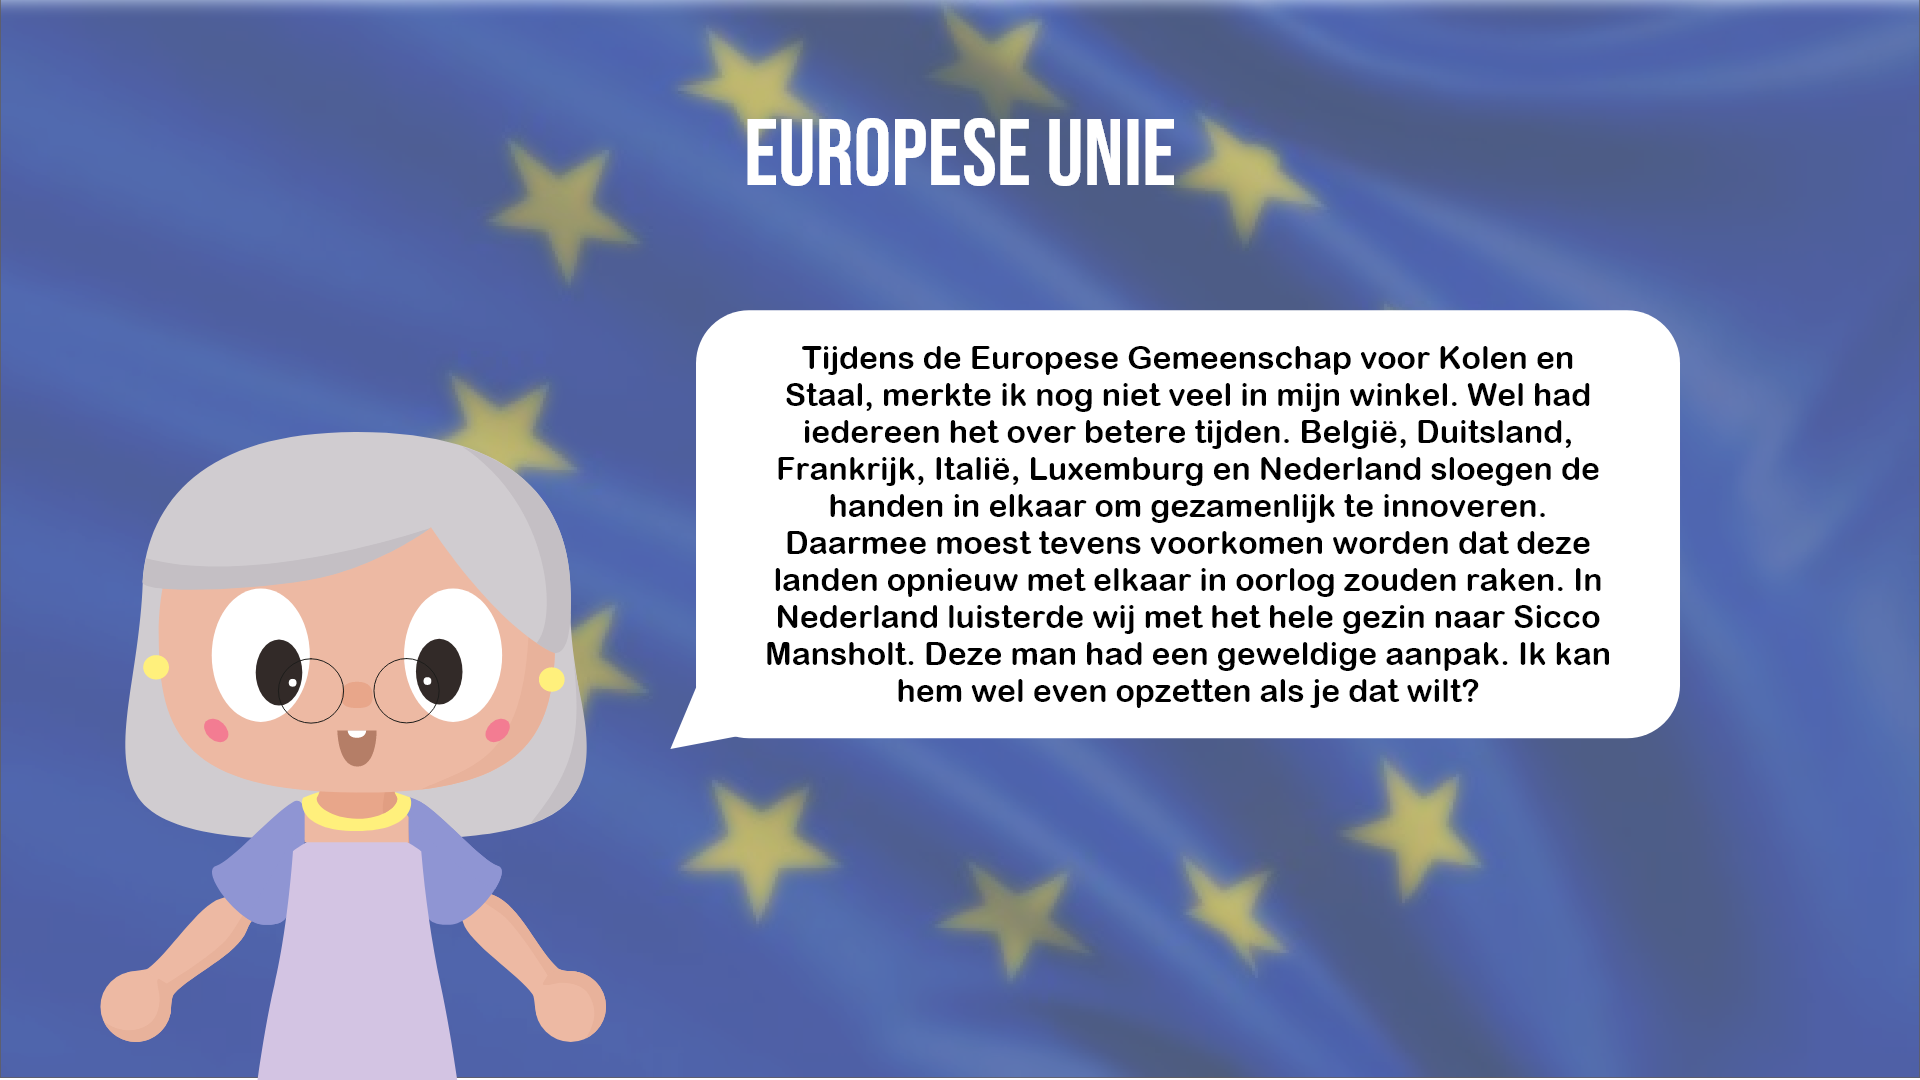 EUROPESE UNIE
Tijdens de Europese Gemeenschap voor Kolen en
Staal, merkte ik nog niet veel in mijn winkel. Wel had
iedereen het over betere tijden. België, Duitsland,
Frankrijk, Italië, Luxemburg en Nederland sloegen de
handen in elkaar om gezamenlijk te innoveren.
Daarmee moest tevens voorkomen worden dat deze
landen opnieuw met elkaar in oorlog zouden raken. In
Nederland luisterde wij met het hele gezin naar Sicco
Mansholt. Deze man had een geweldige aanpak. Ik kan
hem wel even opzetten als je dat wilt?